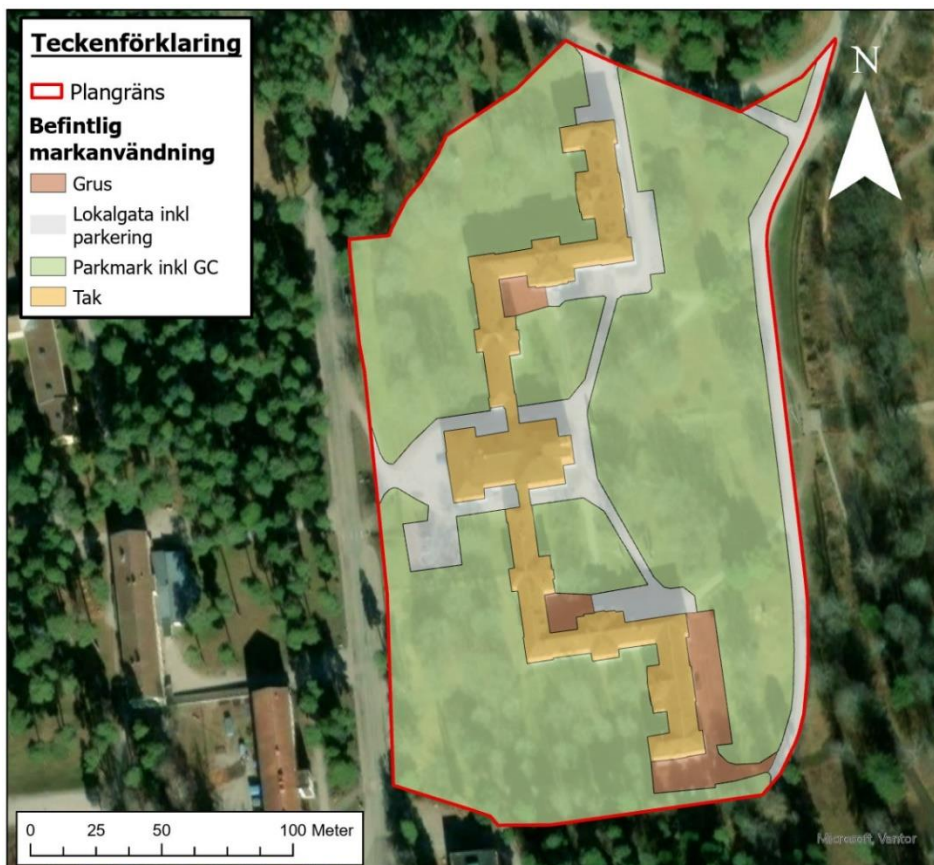 Teckenförklaring
Plangräns
Befintlig
markanvändning
Grus
Lokalgata inkl
parkering
Parkmark inkl GC
Tak
N
0 25 50 100 Meter
Microsoft, Vantor